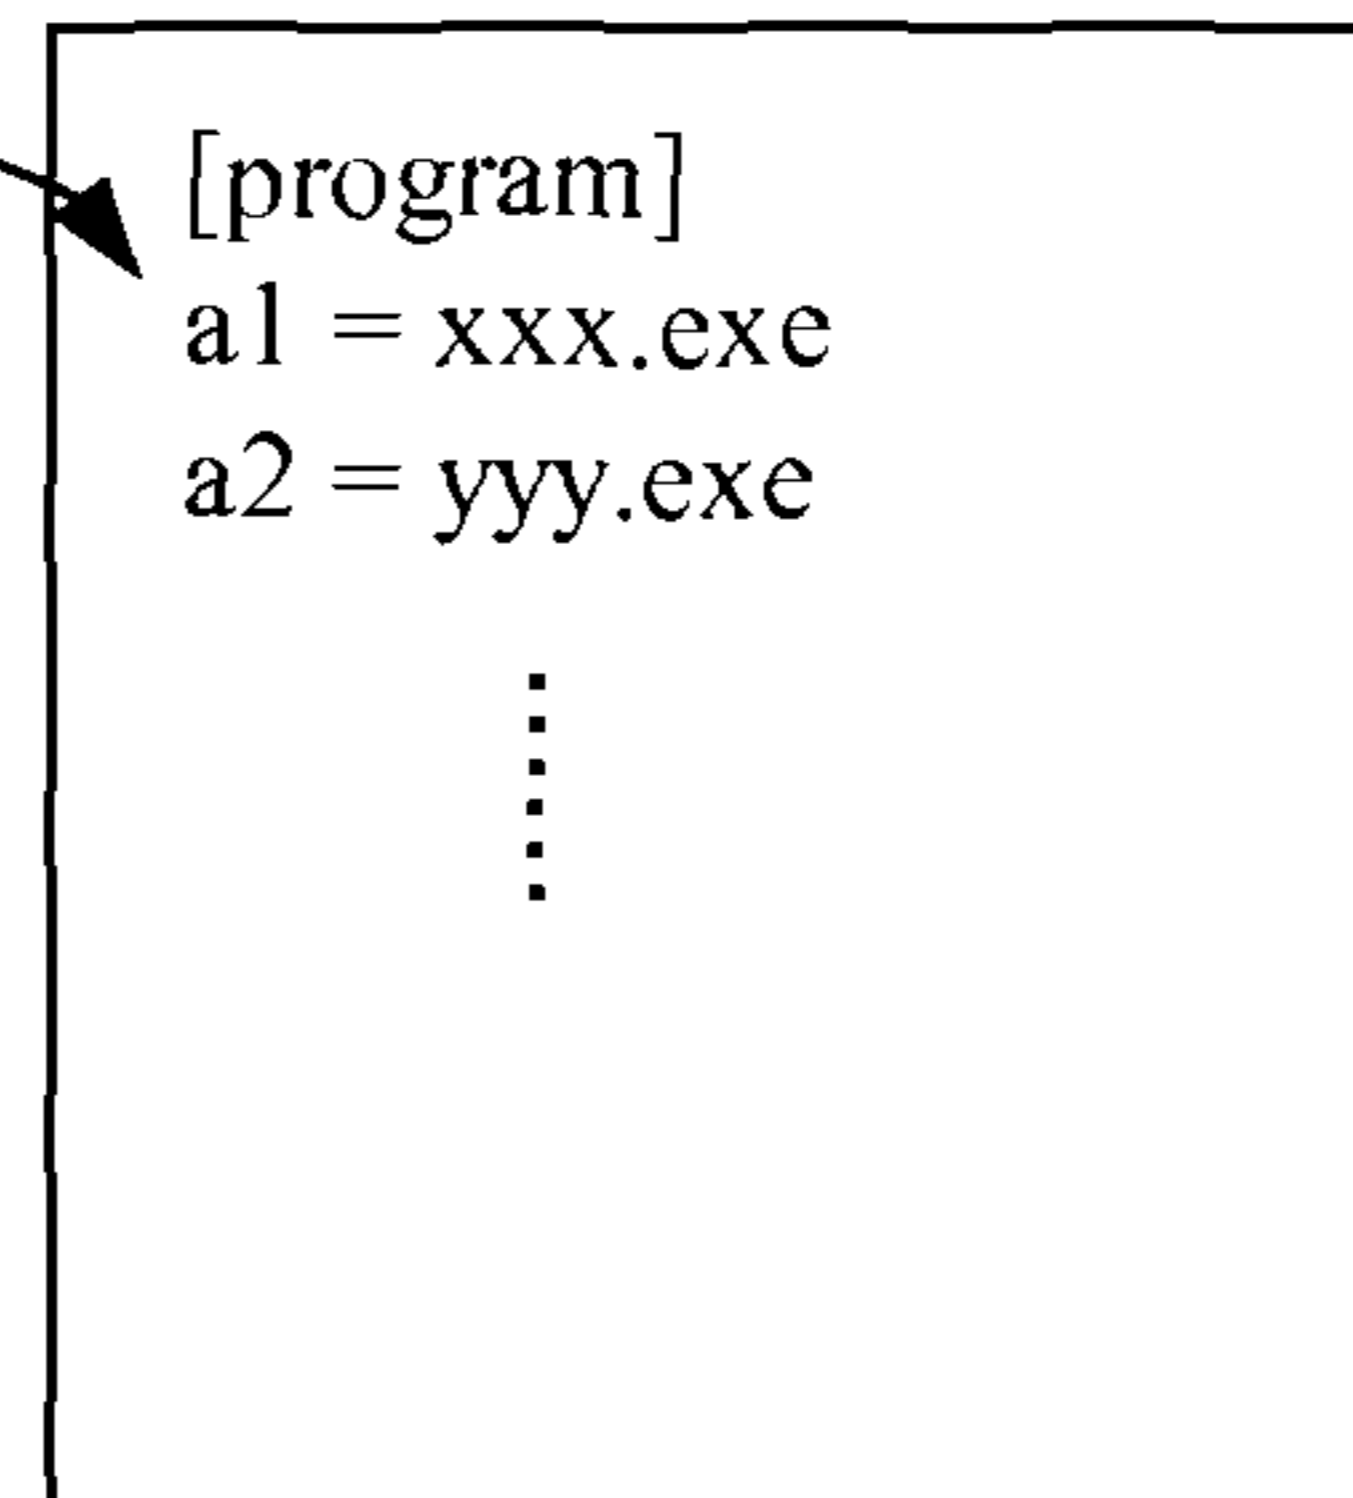 [program]
a1 = xxx.exe
a2 = yyy.exe